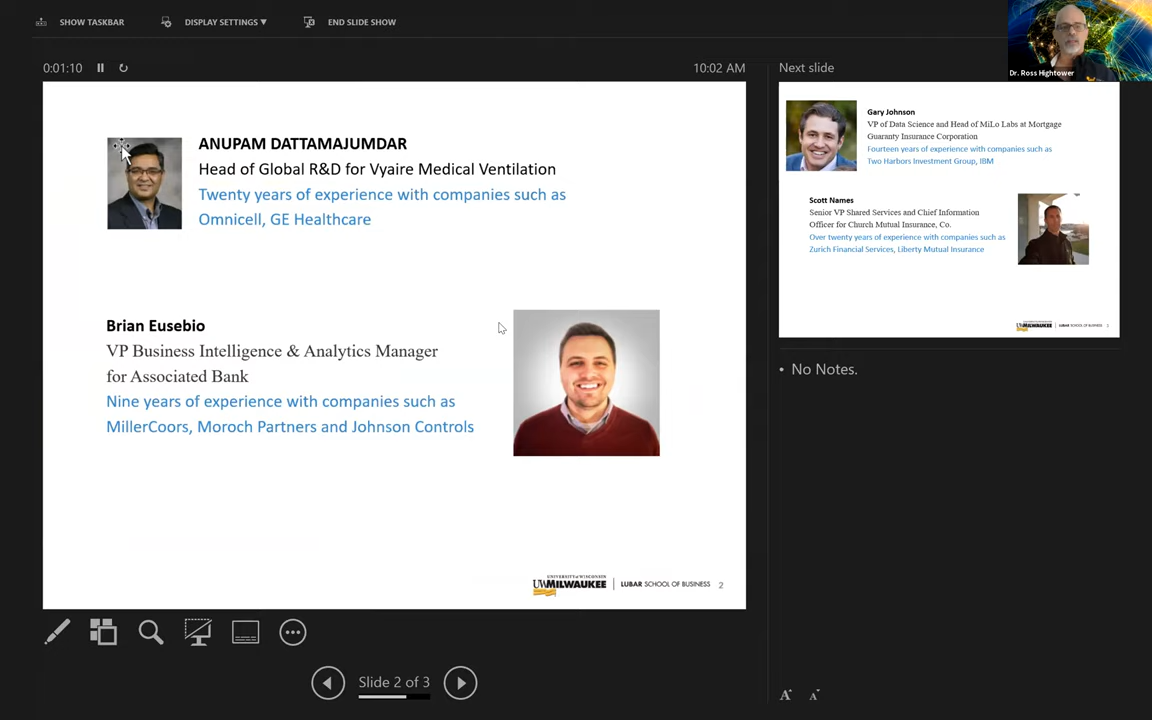 SHOW TASKBAR
DISPLAY SETTINGS ▼
END SLIDE SHOW
Dr. Ross Hightower
0:01:10
10:02 AM
Next slide
ANUPAM DATTAMAJUMDAR
Head of Global R&D for Vyaire Medical Ventilation
Twenty years of experience with companies such as
Omnicell, GE Healthcare
Brian Eusebio
VP Business Intelligence & Analytics Manager
for Associated Bank
Nine years of experience with companies such as
MillerCoors, Moroch Partners and Johnson Controls
UNIVERSITY of WISCONSIN
UWMILWAUKEE
LUBAR SCHOOL OF BUSINESS
2
Gary Johnson
VP of Data Science and Head of MiLo Labs at Mortgage
Guaranty Insurance Corporation
Fourteen years of experience with companies such as
Two Harbors Investment Group, IBM
Scott Names
Senior VP Shared Services and Chief Information
Officer for Church Mutual Insurance, Co.
Over twenty years of experience with companies such as
Zurich Financial Services, Liberty Mutual Insurance
UWMILWAUKEE
LUBAR SCHOOL OF BUSINESS
• No Notes.
Slide 2 of 3
A A